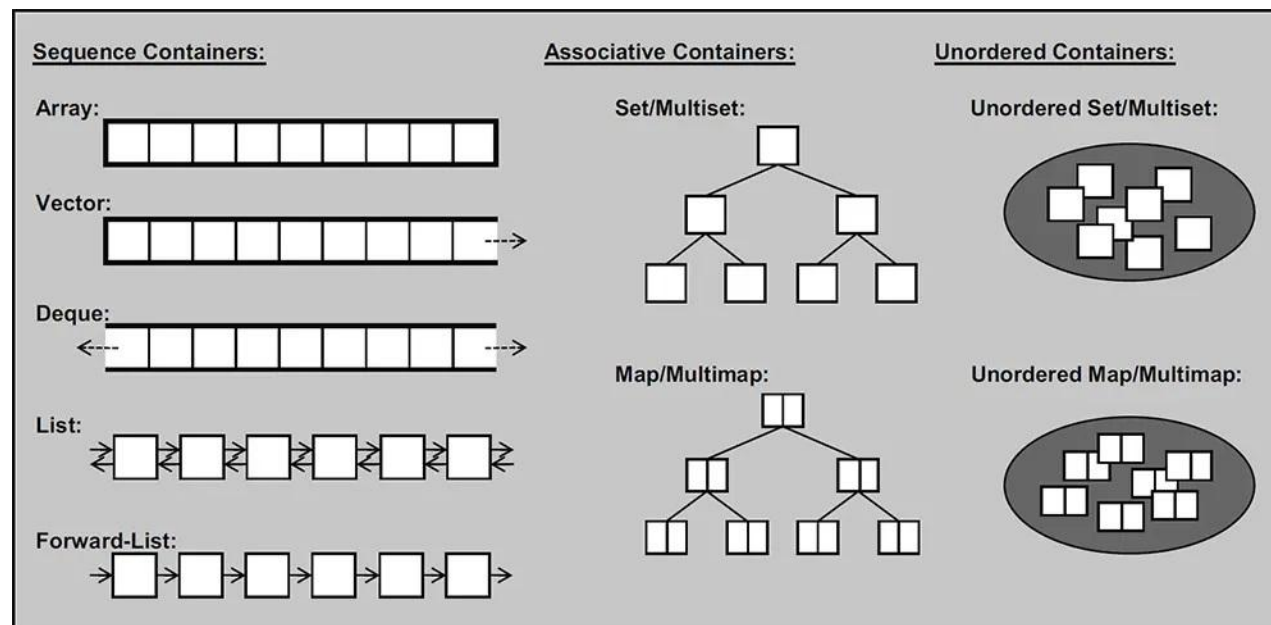 Sequence Containers:
Array:
Vector:
Deque:
List:
Forward-List:
Associative Containers:
Set/Multiset:
Map/Multimap:
Unordered Containers:
Unordered Set/Multiset:
Unordered Map/Multimap: